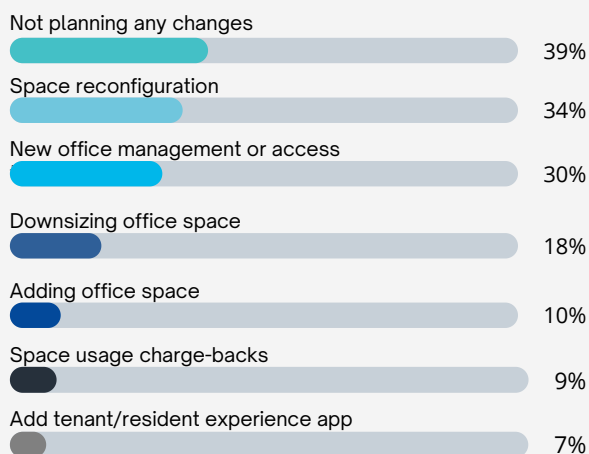 Not planning any changes
39%
Space reconfiguration
34%
New office management or access
30%
Downsizing office space
18%
Adding office space
10%
Space usage charge-backs
9%
Add tenant/resident experience app
7%